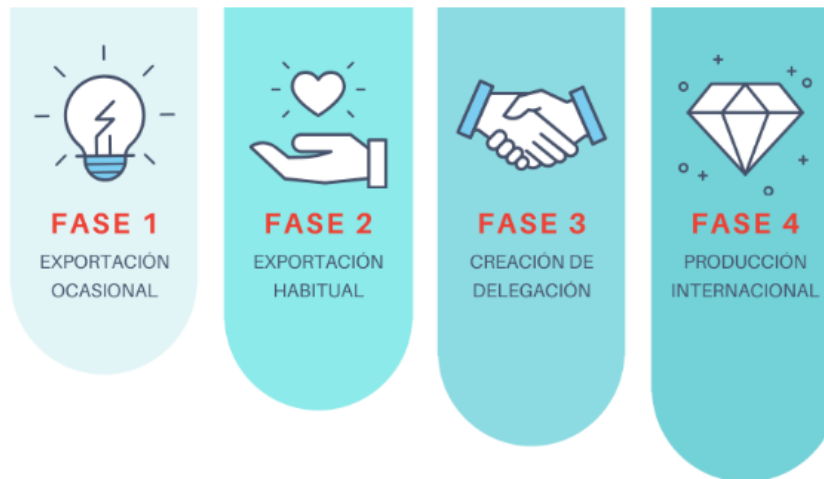 FASE 1
EXPORTACIÓN
OCASIONAL
FASE 2
EXPORTACIÓN
HABITUAL
FASE 3
CREACIÓN DE
DELEGACIÓN
FASE 4
PRODUCCIÓN
INTERNACIONAL